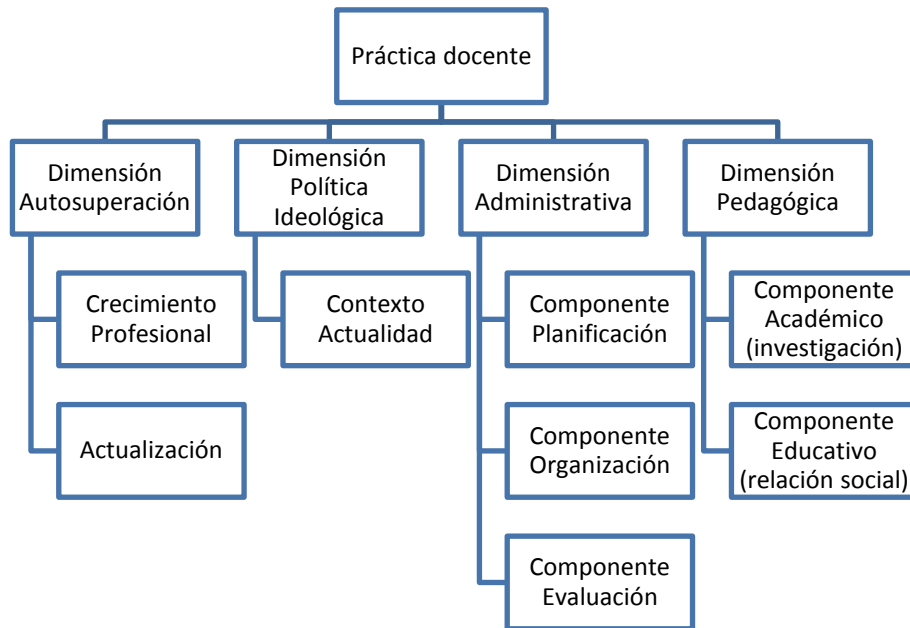 Práctica docente
Dimensión
Autosuperación
Dimensión
Política
Ideológica
Dimensión
Administrativa
Dimensión
Pedagógica
Crecimiento
Profesional
Contexto
Actualidad
Componente
Planificación
Componente
Académico
(investigación)
Actualización
Componente
Organización
Componente
Educativo
(relación social)
Componente
Evaluación